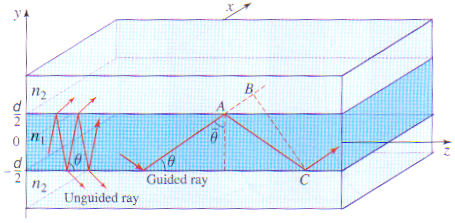 y
x
n₂
B
d/2
A
n₁
0
θ
θ̄
θ
z
-d/2
Guided ray
C
n₂
Unguided ray